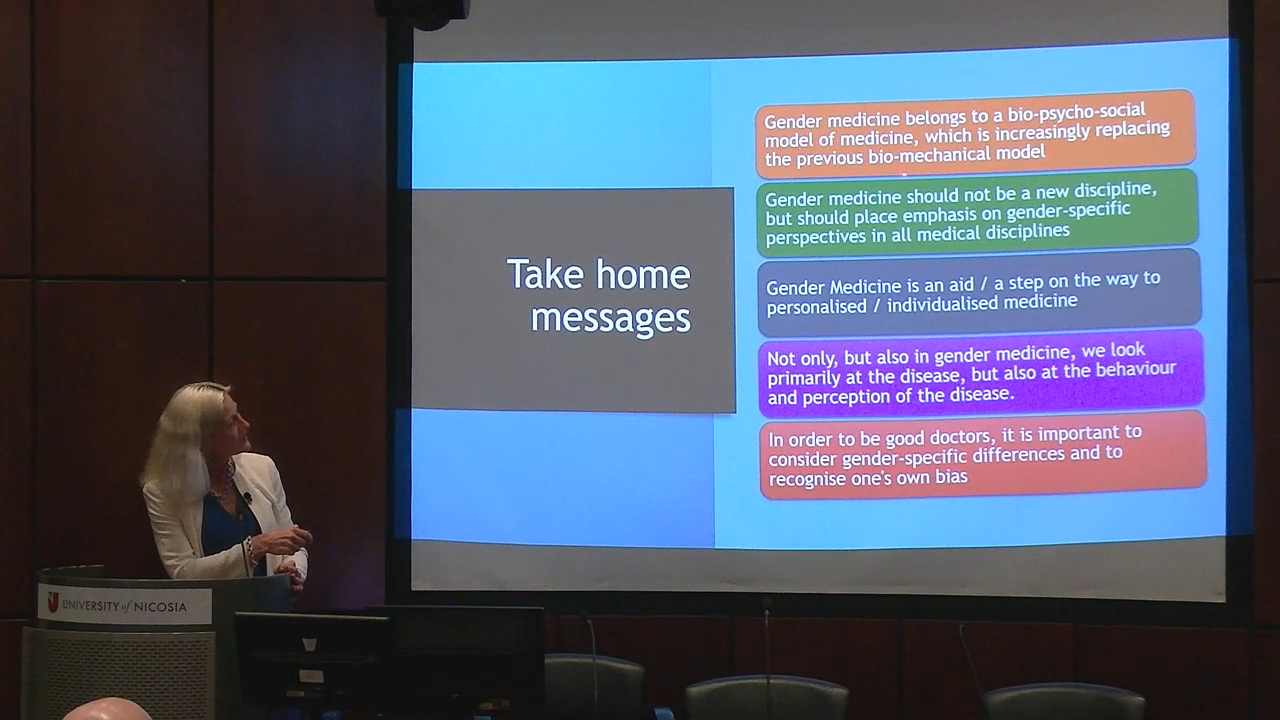 Take home
messages
Gender medicine belongs to a bio-psycho-social
model of medicine, which is increasingly replacing
the previous bio-mechanical model
Gender medicine should not be a new discipline,
but should place emphasis on gender-specific
perspectives in all medical disciplines
Gender Medicine is an aid / a step on the way to
personalised / individualised medicine
Not only, but also in gender medicine, we look
primarily at the disease, but also at the behaviour
and perception of the disease.
In order to be good doctors, it is important to
consider gender-specific differences and to
recognise one's own bias
UNIVERSITY of NICOSIA